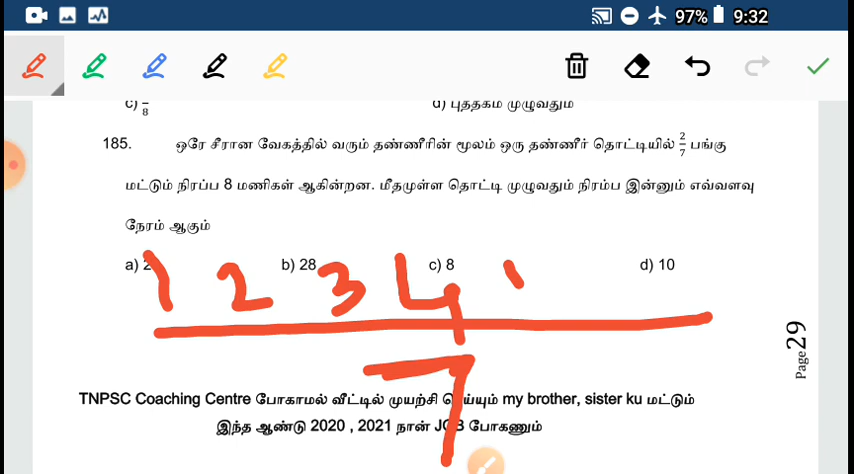 97% 9:32
c) 8 d) புத்தகம் முழுவதும்
185. ஒரே சீரான வேகத்தில் வரும் தண்ணீரின் மூலம் ஒரு தண்ணீர் தொட்டியில் 2/7 பங்கு
மட்டும் நிரப்ப 8 மணிகள் ஆகின்றன. மீதமுள்ள தொட்டி முழுவதும் நிரம்ப இன்னும் எவ்வளவு
நேரம் ஆகும்
a) 2 b) 28 c) 8 d) 10
1 2 3 4
7
Page 29
TNPSC Coaching Centre போகாமல் வீட்டில் முயற்சி செய்யும் my brother, sister ku மட்டும்
இந்த ஆண்டு 2020 , 2021 நான் JOB போகணும்